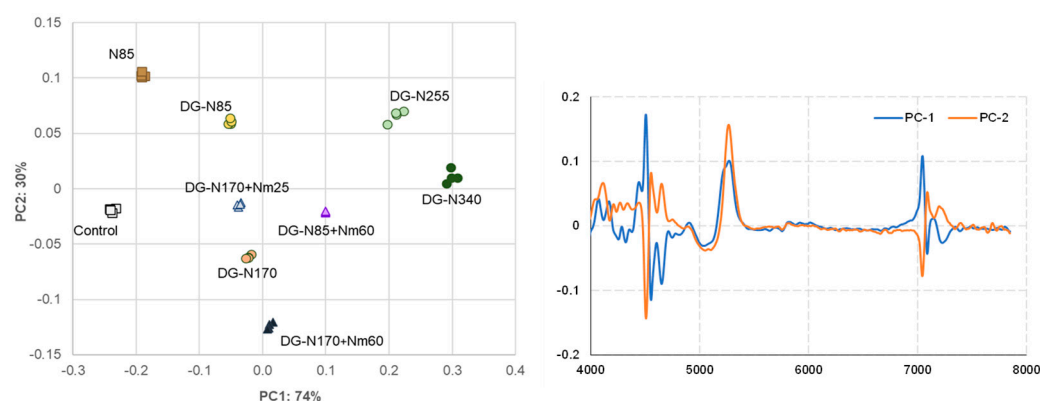 0.15
N85
0.1
DG-N85
DG-N255
0.05
PC2: 30%
0
DG-N170+Nm25
DG-N340
Control
DG-N85+Nm60
-0.05
DG-N170
-0.1
DG-N170+Nm60
-0.15
-0.3 -0.2 -0.1 0.0 0.1 0.2 0.3 0.4
PC1: 74%
0.2
PC-1 PC-2
0.1
0
-0.1
-0.2
4000 5000 6000 7000 8000